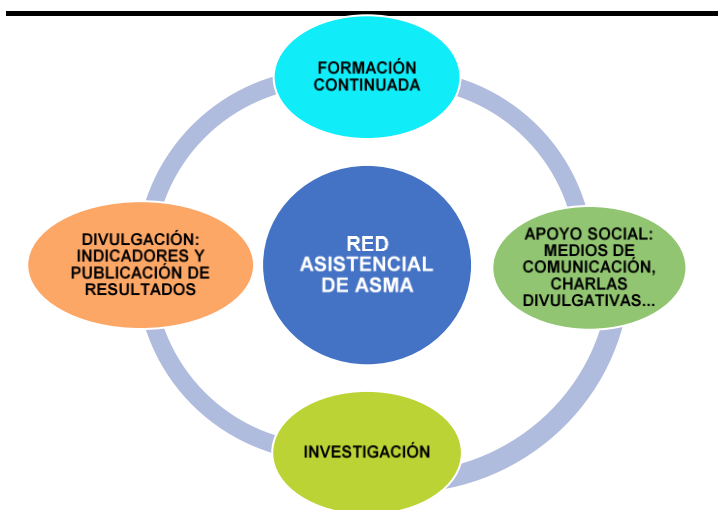 FORMACIÓN
CONTINUADA
DIVULGACIÓN:
INDICADORES Y
PUBLICACIÓN DE
RESULTADOS
RED
ASISTENCIAL
DE ASMA
APOYO SOCIAL:
MEDIOS DE
COMUNICACIÓN,
CHARLAS
DIVULGATIVAS...
INVESTIGACIÓN